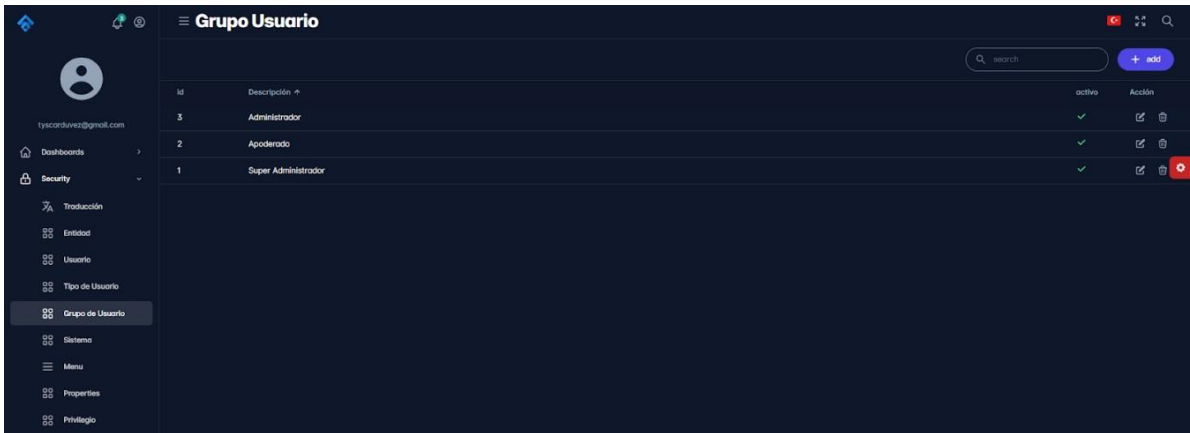 3
Grupo Usuario
search
+ add
id Descripción ↑ activo Acción
3 Administrador
2 Apoderado
1 Super Administrador
tyscarduvez@gmail.com
Dashboards
Security
Traducción
Entidad
Usuario
Tipo de Usuario
Grupo de Usuario
Sistema
Menu
Properties
Privilegio